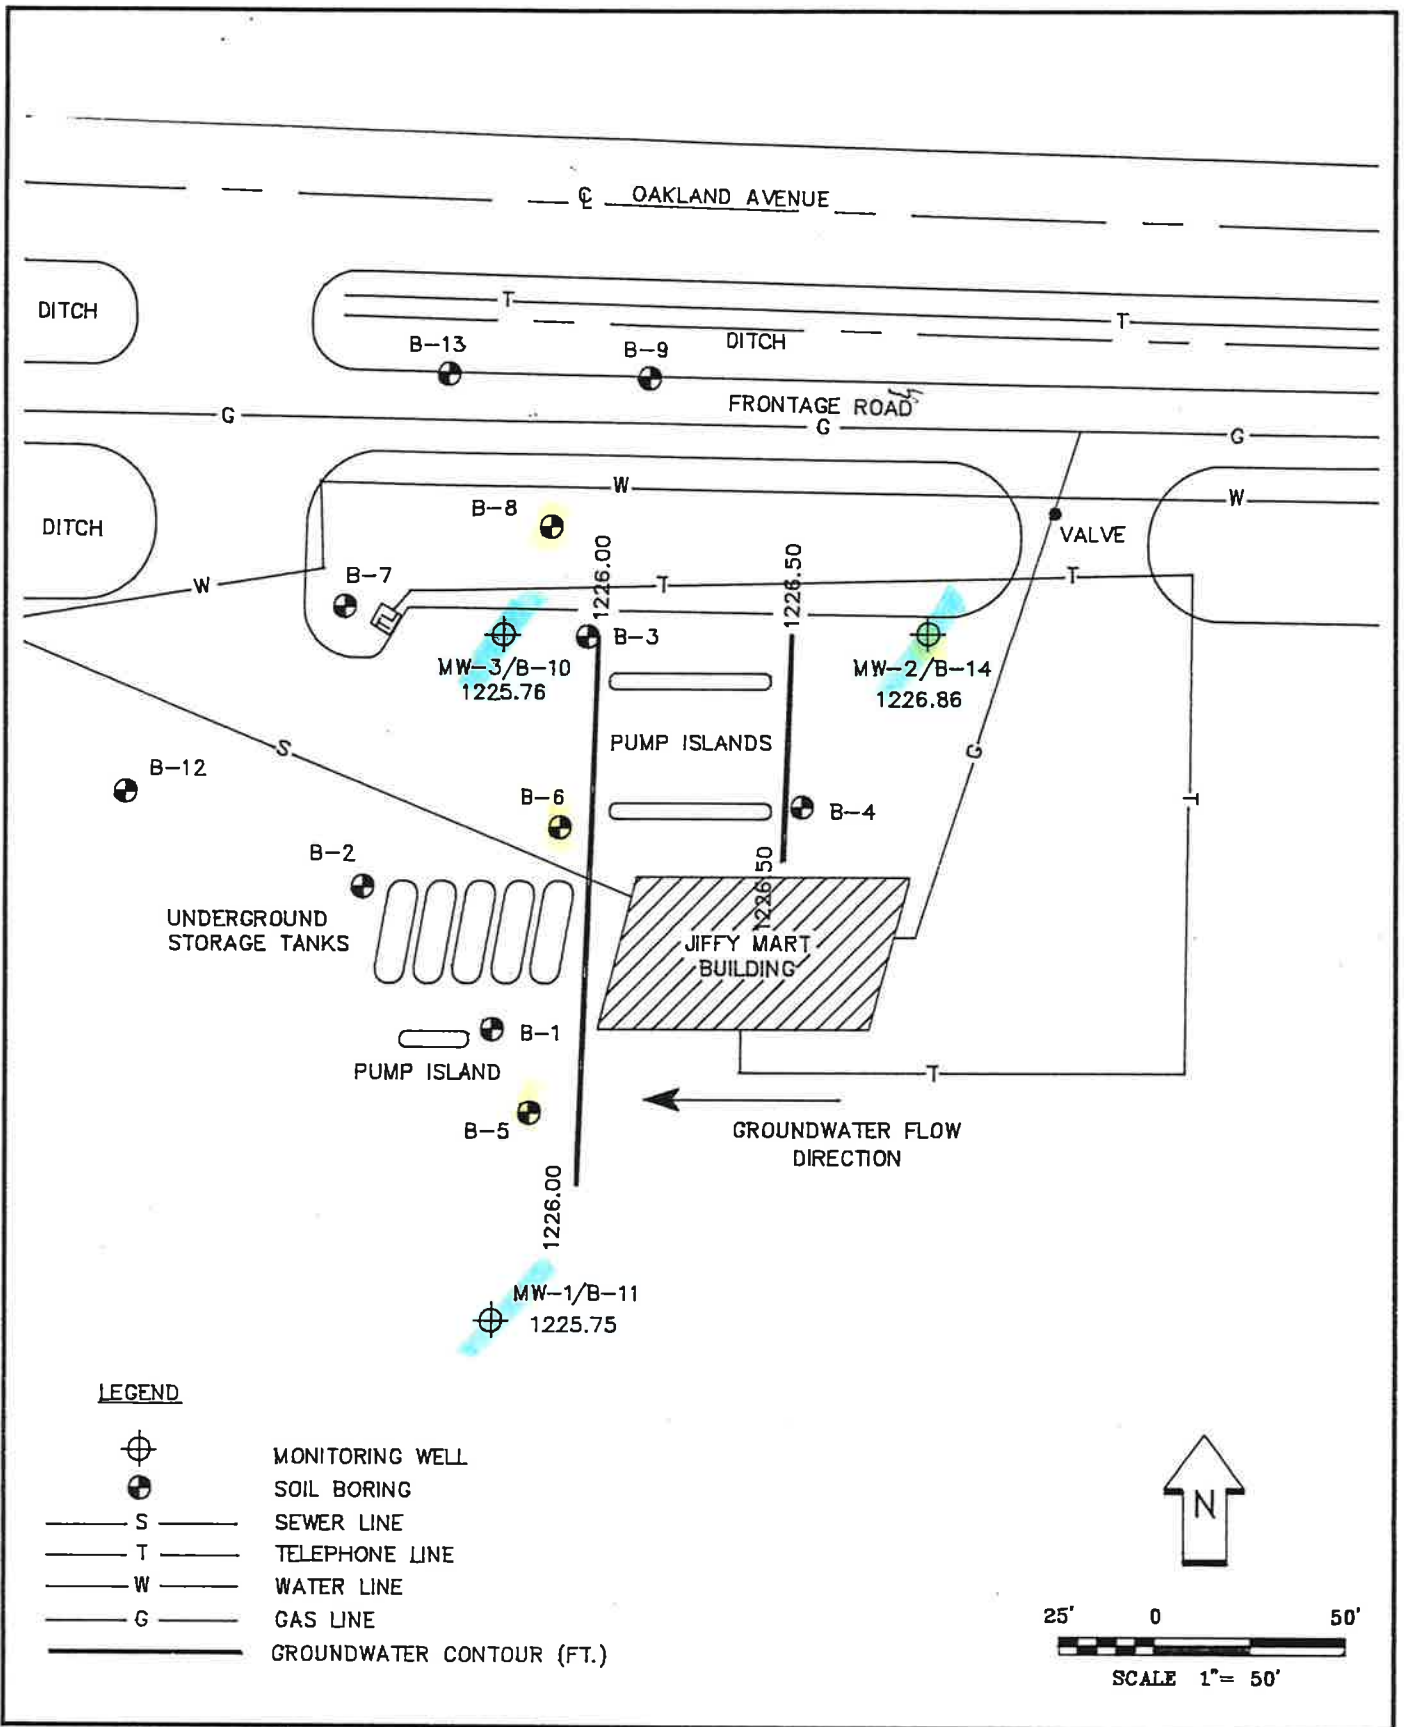 ℄ OAKLAND AVENUE
DITCH
T
T
DITCH
B-13
B-9
FRONTAGE ROAD
G
G
G
W
W
B-8
DITCH
VALVE
1226.00
1226.50
W
B-7
T
T
B-3
MW-3/B-10
1225.76
MW-2/B-14
1226.86
PUMP ISLANDS
S
G
B-12
T
B-6
B-4
B-2
1226.50
UNDERGROUND
STORAGE TANKS
JIFFY MART
BUILDING
B-1
PUMP ISLAND
T
B-5
GROUNDWATER FLOW
DIRECTION
1226.00
MW-1/B-11
1225.75
LEGEND
MONITORING WELL
SOIL BORING
S SEWER LINE
T TELEPHONE LINE
W WATER LINE
G GAS LINE
GROUNDWATER CONTOUR (FT.)
N
25' 0 50'
SCALE 1"= 50'